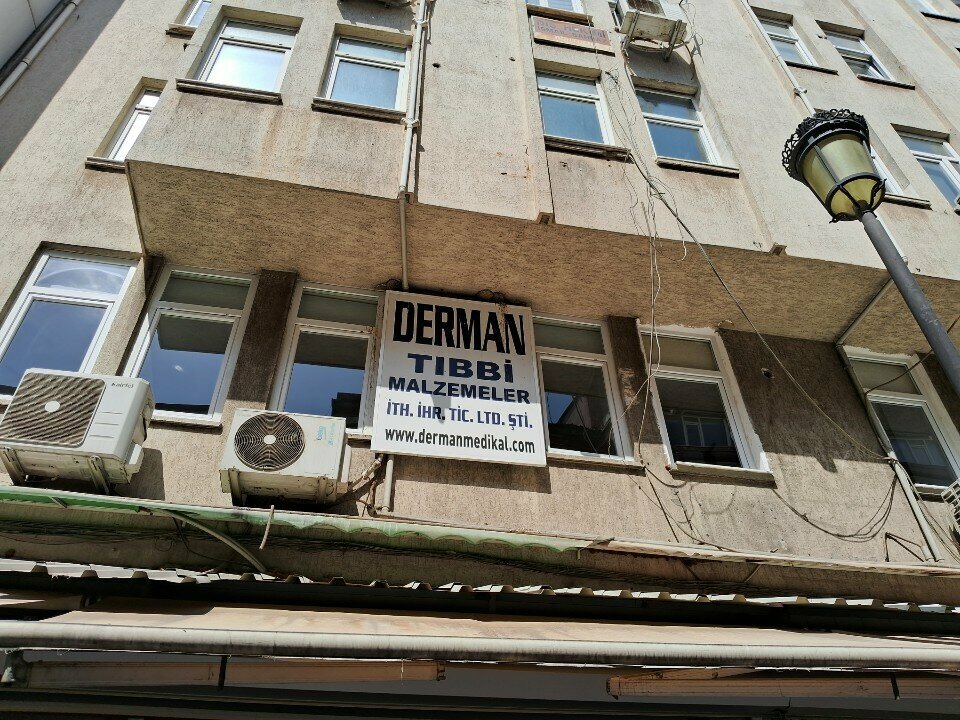 DERMAN
TIBBİ
MALZEMELER
İTH. İHR. TİC. LTD. ŞTİ.
www.dermanmedikal.com